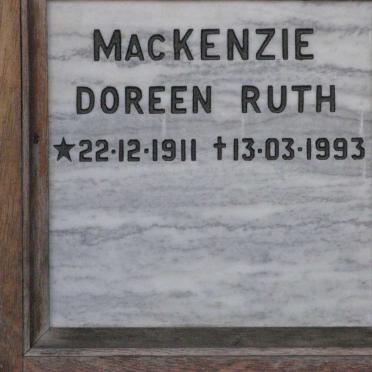 MacKENZIE
DOREEN RUTH
★22·12·1911 †13·03·1993